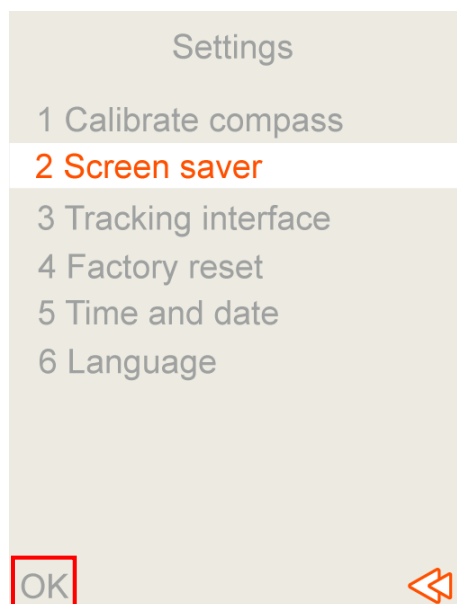 Settings
1 Calibrate compass
2 Screen saver
3 Tracking interface
4 Factory reset
5 Time and date
6 Language
OK